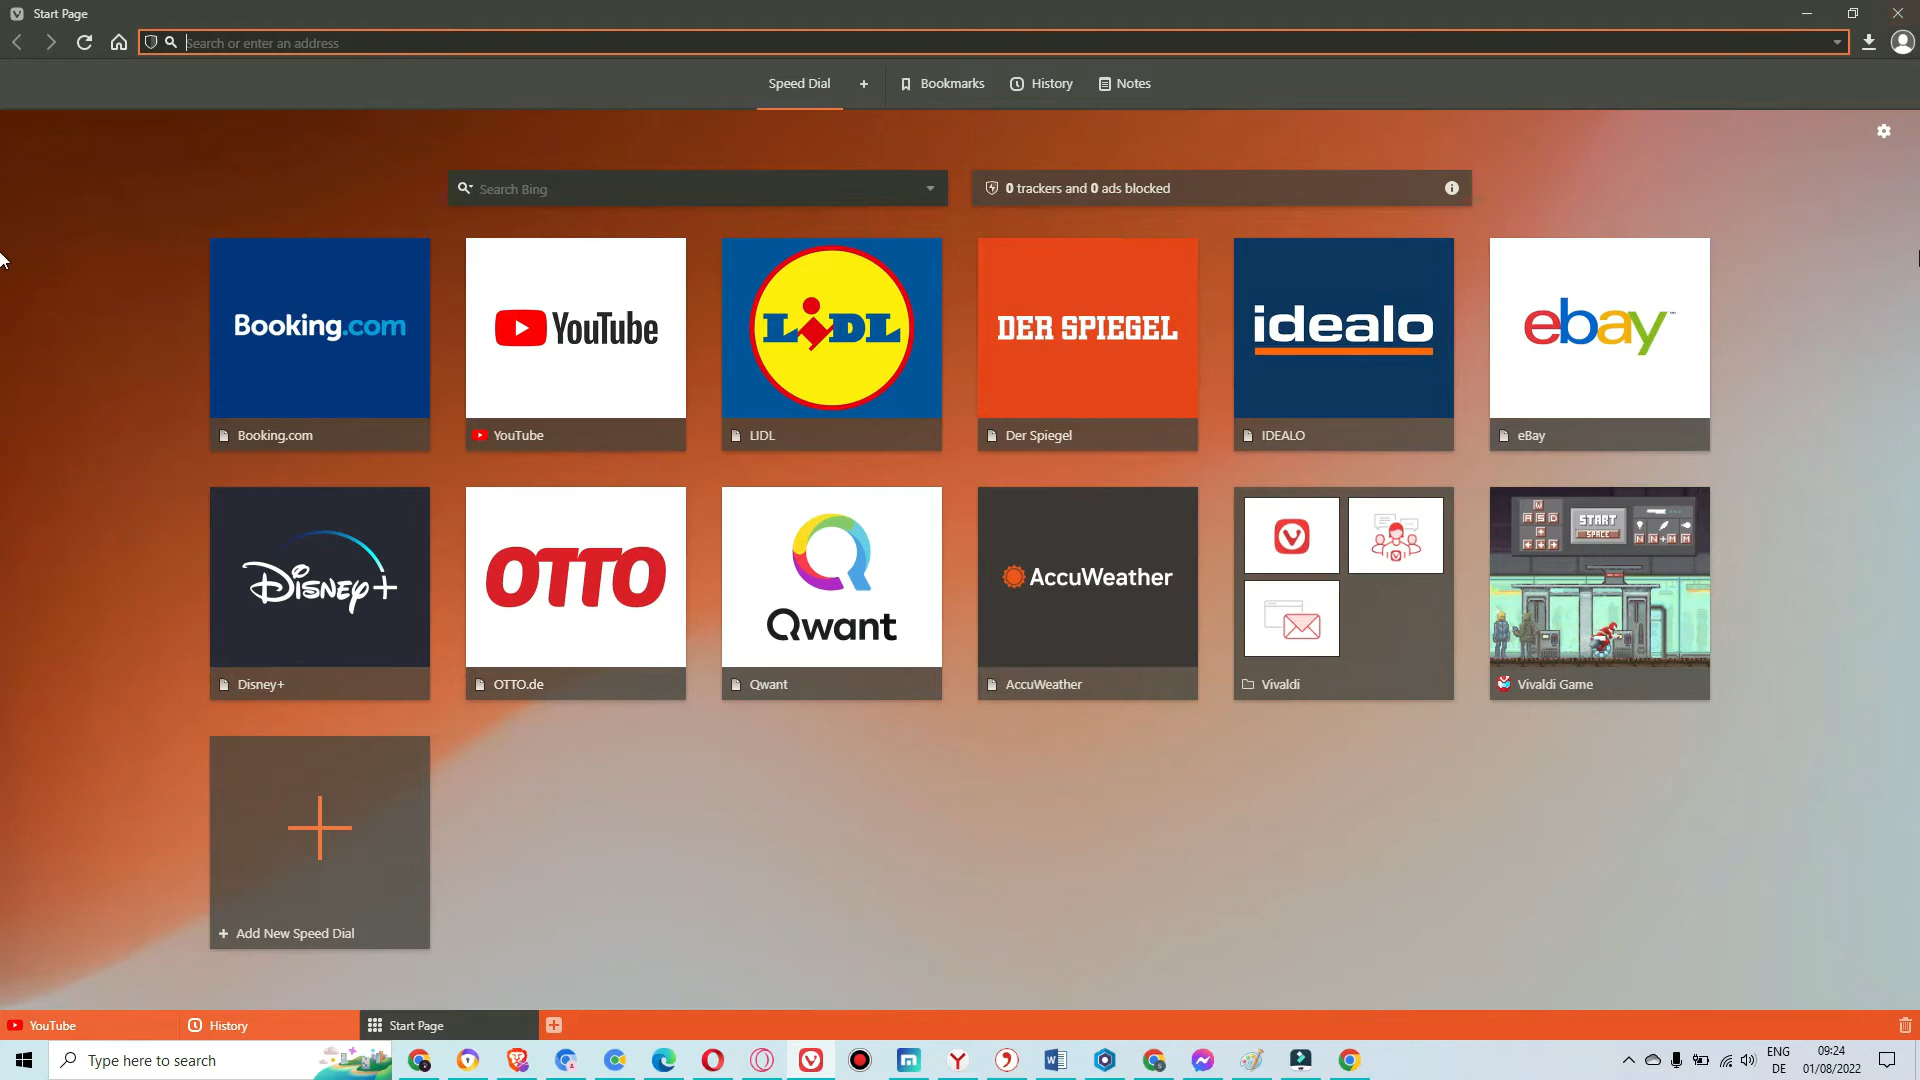 Start Page
Search or enter an address
Speed Dial
Bookmarks
History
Notes
Search Bing
0 trackers and 0 ads blocked
Booking.com
YouTube
LIDL
DER SPIEGEL
idealo
ebay
Booking.com
YouTube
LIDL
Der Spiegel
IDEALO
eBay
Disney+
OTTO
Qwant
AccuWeather
START
SPACE
Disney+
OTTO.de
Qwant
AccuWeather
Vivaldi
Vivaldi Game
+ Add New Speed Dial
YouTube
History
Start Page
Type here to search
ENG
DE
09:24
01/08/2022